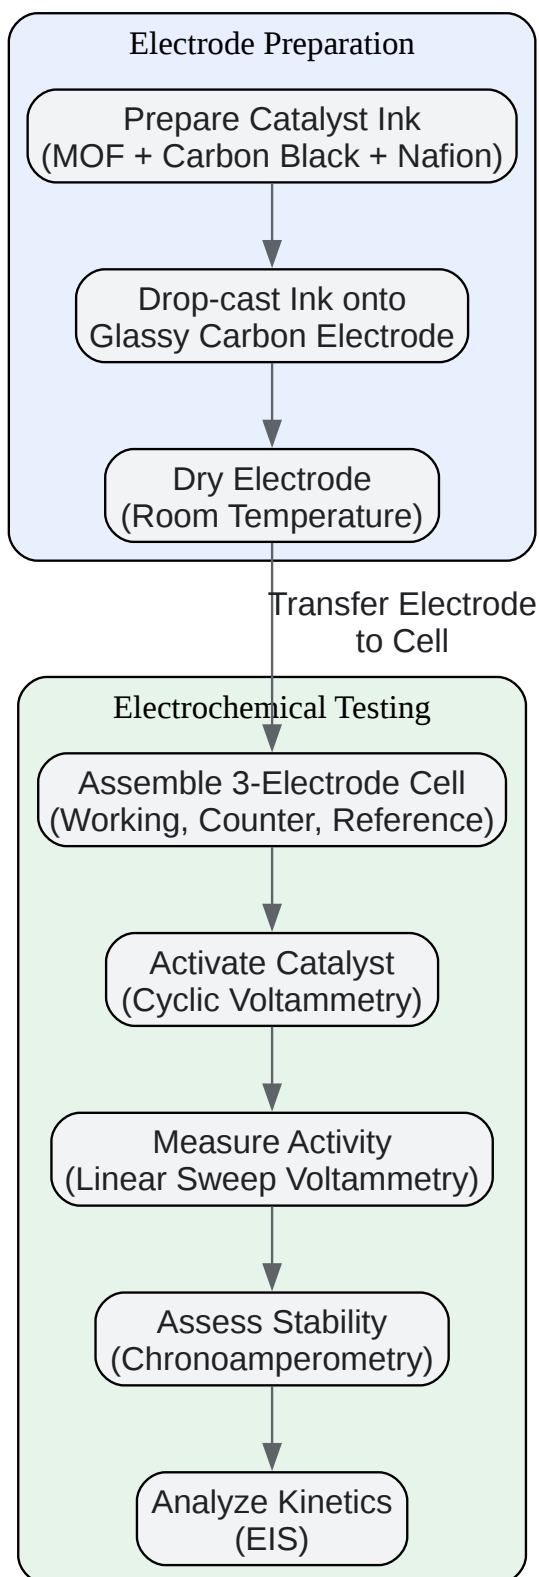 Electrode Preparation
Prepare Catalyst Ink
(MOF + Carbon Black + Nafion)
Drop-cast Ink onto
Glassy Carbon Electrode
Dry Electrode
(Room Temperature)
Transfer Electrode
to Cell
Electrochemical Testing
Assemble 3-Electrode Cell
(Working, Counter, Reference)
Activate Catalyst
(Cyclic Voltammetry)
Measure Activity
(Linear Sweep Voltammetry)
Assess Stability
(Chronoamperometry)
Analyze Kinetics
(EIS)